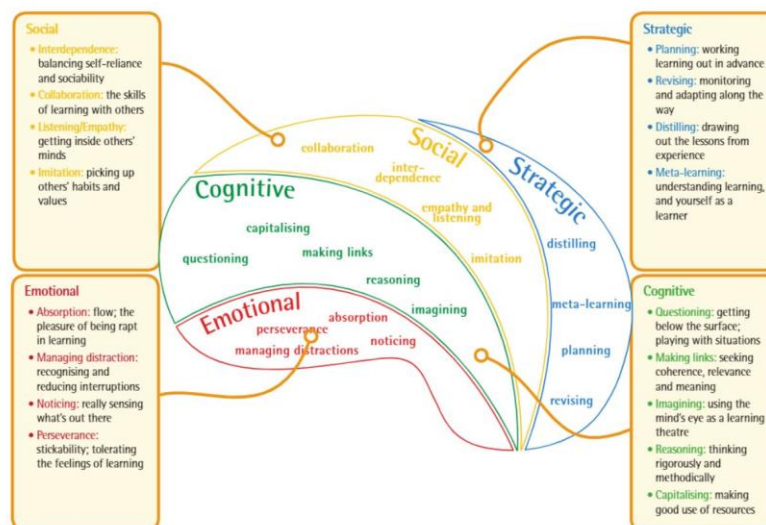 Social
• Interdependence:
balancing self-reliance
and sociability
• Collaboration: the skills
of learning with others
• Listening/Empathy:
getting inside others'
minds
• Imitation: picking up
others' habits and
values
Emotional
• Absorption: flow; the
pleasure of being rapt
in learning
• Managing distraction:
recognising and
reducing interruptions
• Noticing: really sensing
what's out there
• Perseverance:
stickability; tolerating
the feelings of learning
Social
collaboration
inter-
dependence
empathy and
listening
imitation
Cognitive
capitalising
making links
questioning
reasoning
imagining
Emotional
absorption
perseverance
noticing
managing distractions
Strategic
distilling
meta-learning
planning
revising
Strategic
• Planning: working
learning out in advance
• Revising: monitoring
and adapting along the
way
• Distilling: drawing
out the lessons from
experience
• Meta-learning:
understanding learning,
and yourself as a
learner
Cognitive
• Questioning: getting
below the surface;
playing with situations
• Making links: seeking
coherence, relevance
and meaning
• Imagining: using the
mind's eye as a learning
theatre
• Reasoning: thinking
rigorously and
methodically
• Capitalising: making
good use of resources